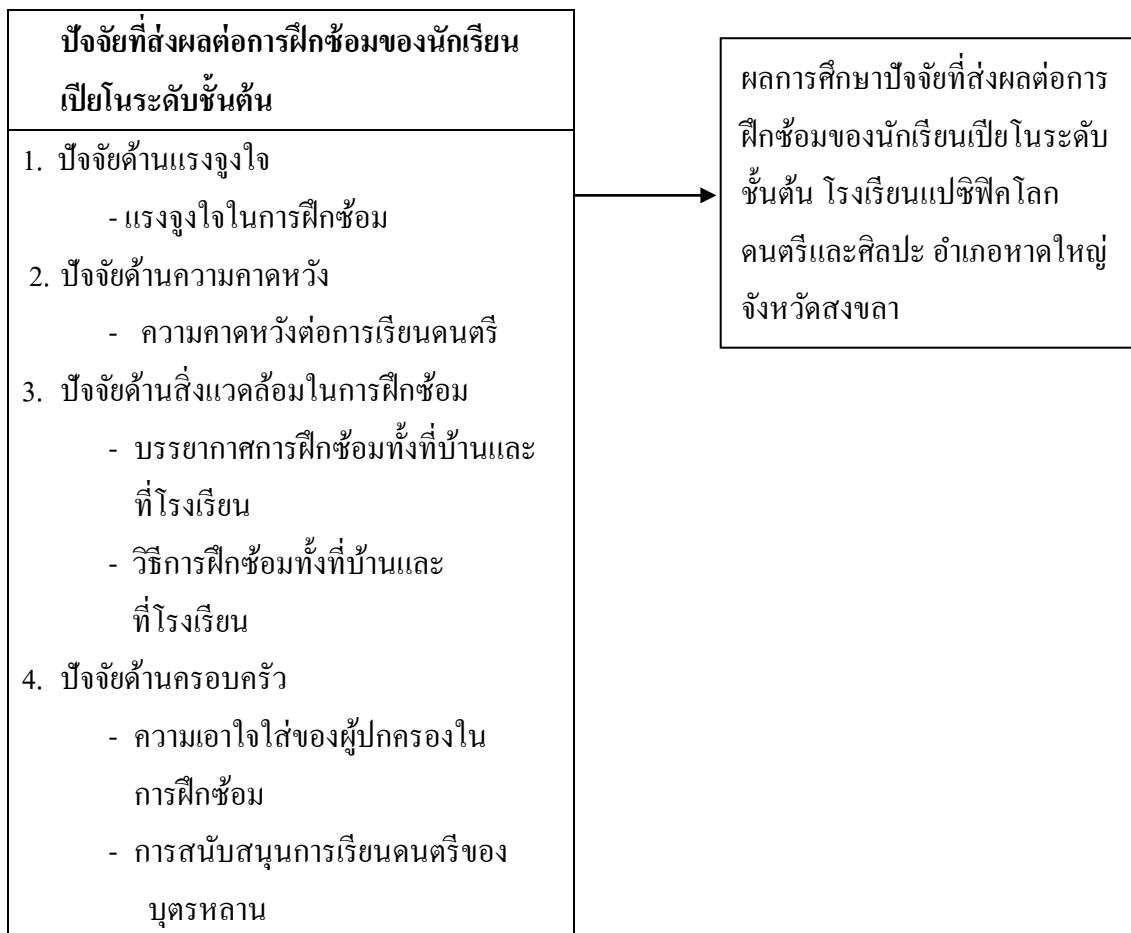 ปัจจัยที่ส่งผลต่อการฝึกซ้อมของนักเรียน
เปียโนระดับชั้นต้น
1. ปัจจัยด้านแรงจูงใจ
- แรงจูงใจในการฝึกซ้อม
2. ปัจจัยด้านความคาดหวัง
- ความคาดหวังต่อการเรียนดนตรี
3. ปัจจัยด้านสิ่งแวดล้อมในการฝึกซ้อม
- บรรยากาศการฝึกซ้อมทั้งที่บ้านและ
ที่โรงเรียน
- วิธีการฝึกซ้อมทั้งที่บ้านและ
ที่โรงเรียน
4. ปัจจัยด้านครอบครัว
- ความเอาใจใส่ของผู้ปกครองใน
การฝึกซ้อม
- การสนับสนุนการเรียนดนตรีของ
บุตรหลาน
ผลการศึกษาปัจจัยที่ส่งผลต่อการ
ฝึกซ้อมของนักเรียนเปียโนระดับ
ชั้นต้น โรงเรียนแปซิฟิคโลก
ดนตรีและศิลปะ อำเภอหาดใหญ่
จังหวัดสงขลา